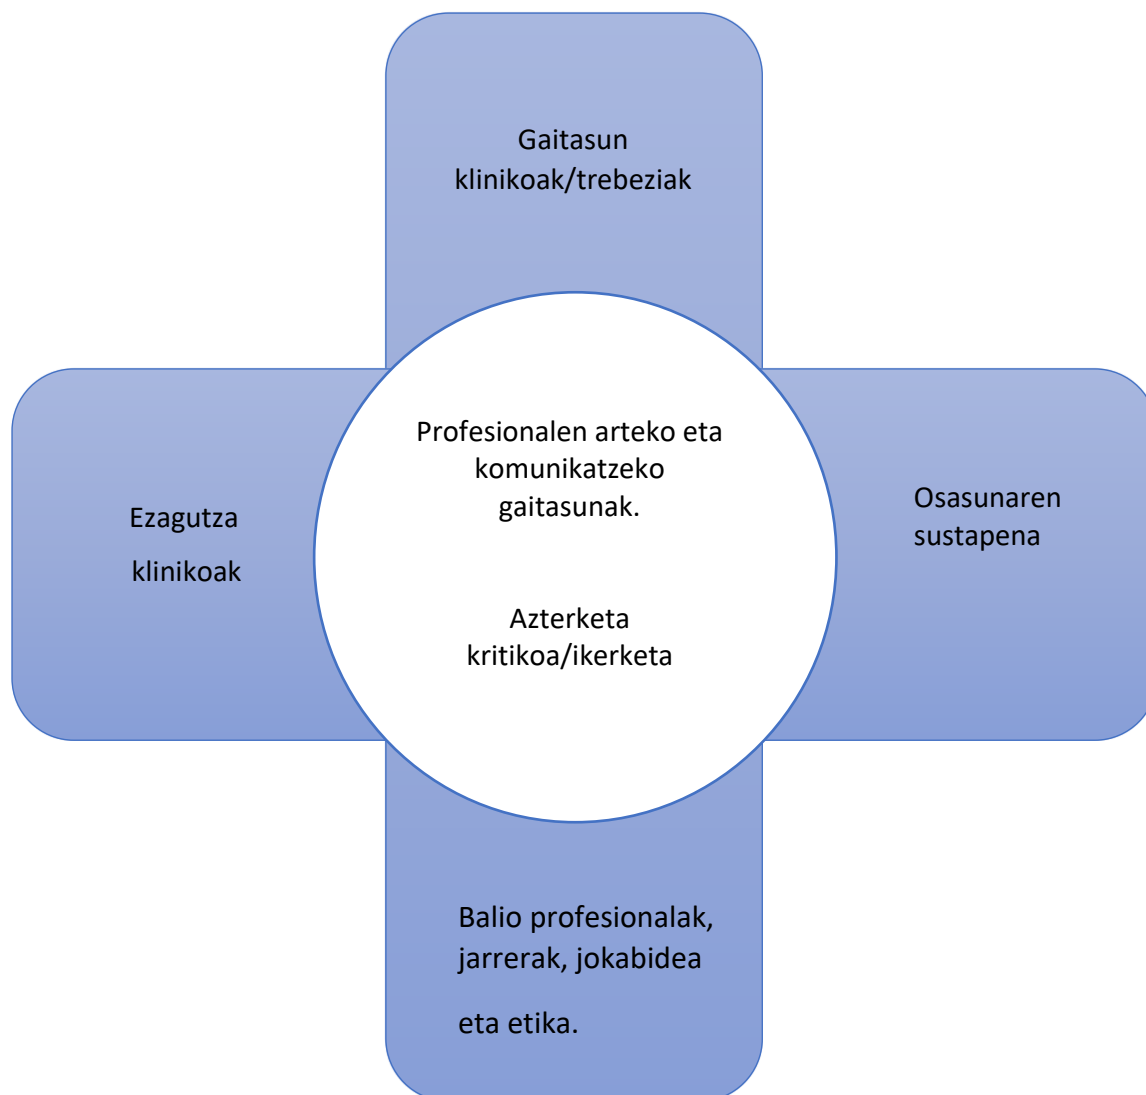 Gaitasun
klinikoak/trebeziak
Profesionalen arteko eta
komunikatzeko
gaitasunak.
Azterketa
kritikoa/ikerketa
Ezagutza
klinikoak
Osasunaren
sustapena
Balio profesionalak,
jarrerak, jokabidea
eta etika.